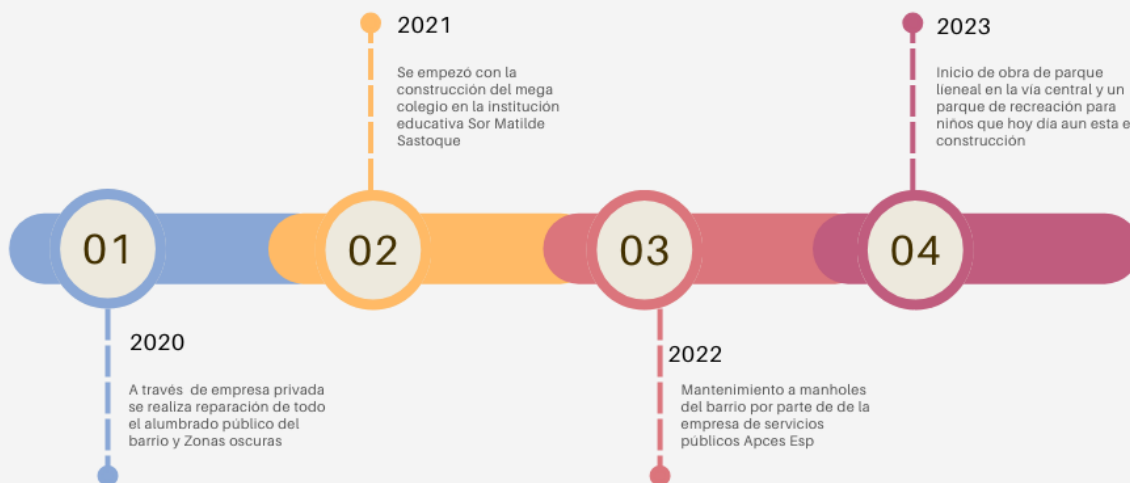 01
2020
A través de empresa privada
se realiza reparación de todo
el alumbrado público del
barrio y Zonas oscuras
2021
Se empezó con la
construcción del mega
colegio en la institución
educativa Sor Matilde
Sastoque
02
03
2022
Mantenimiento a manholes
del barrio por parte de de la
empresa de servicios
públicos Apces Esp
2023
Inicio de obra de parque
lieneal en la vía central y un
parque de recreación para
niños que hoy día aun esta
construcción
04